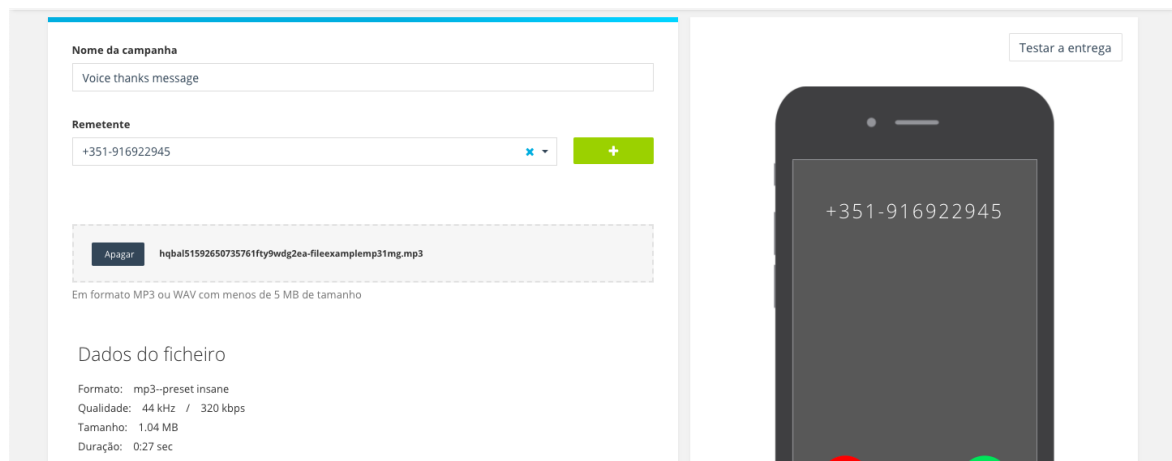 Nome da campanha
Voice thanks message
Remetente
+351-916922945
Apagar hqbal51592650735761fty9wdg2ea-fileexamplemp31mg.mp3
Em formato MP3 ou WAV com menos de 5 MB de tamanho
Dados do ficheiro
Formato: mp3--preset insane
Qualidade: 44 kHz / 320 kbps
Tamanho: 1.04 MB
Duração: 0:27 sec
Testar a entrega
+351-916922945